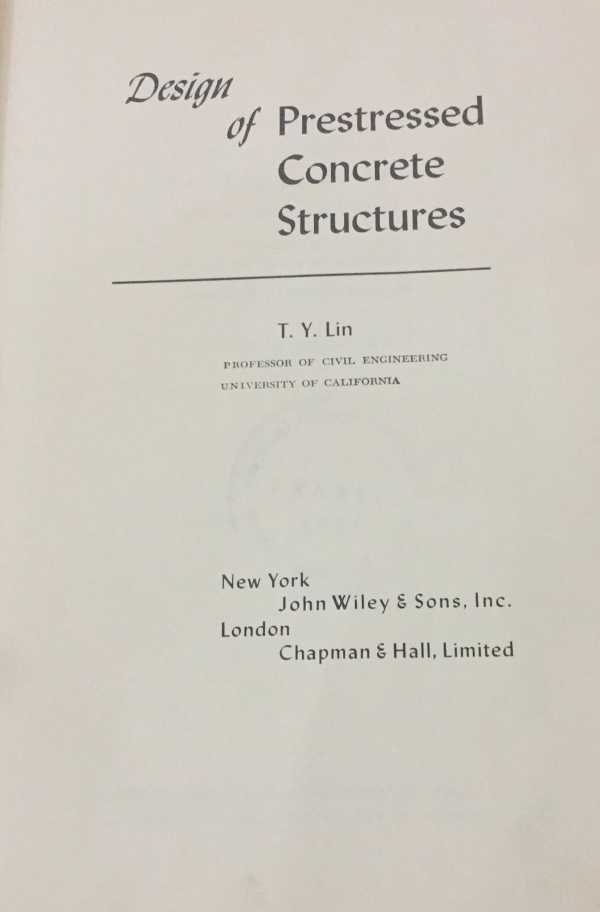 Design
of Prestressed
Concrete
Structures
T. Y. Lin
PROFESSOR OF CIVIL ENGINEERING
UNIVERSITY OF CALIFORNIA
New York
John Wiley & Sons, Inc.
London
Chapman & Hall, Limited